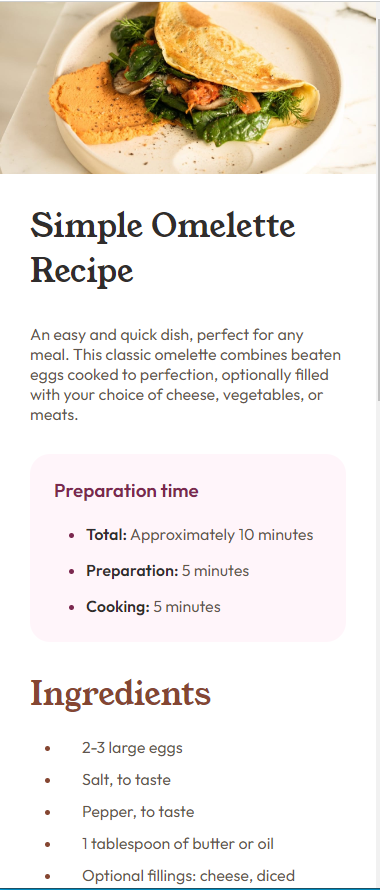 Simple Omelette
Recipe
An easy and quick dish, perfect for any
meal. This classic omelette combines beaten
eggs cooked to perfection, optionally filled
with your choice of cheese, vegetables, or
meats.
Preparation time
• Total: Approximately 10 minutes
• Preparation: 5 minutes
• Cooking: 5 minutes
Ingredients
• 2-3 large eggs
• Salt, to taste
• Pepper, to taste
• 1 tablespoon of butter or oil
• Optional fillings: cheese, diced